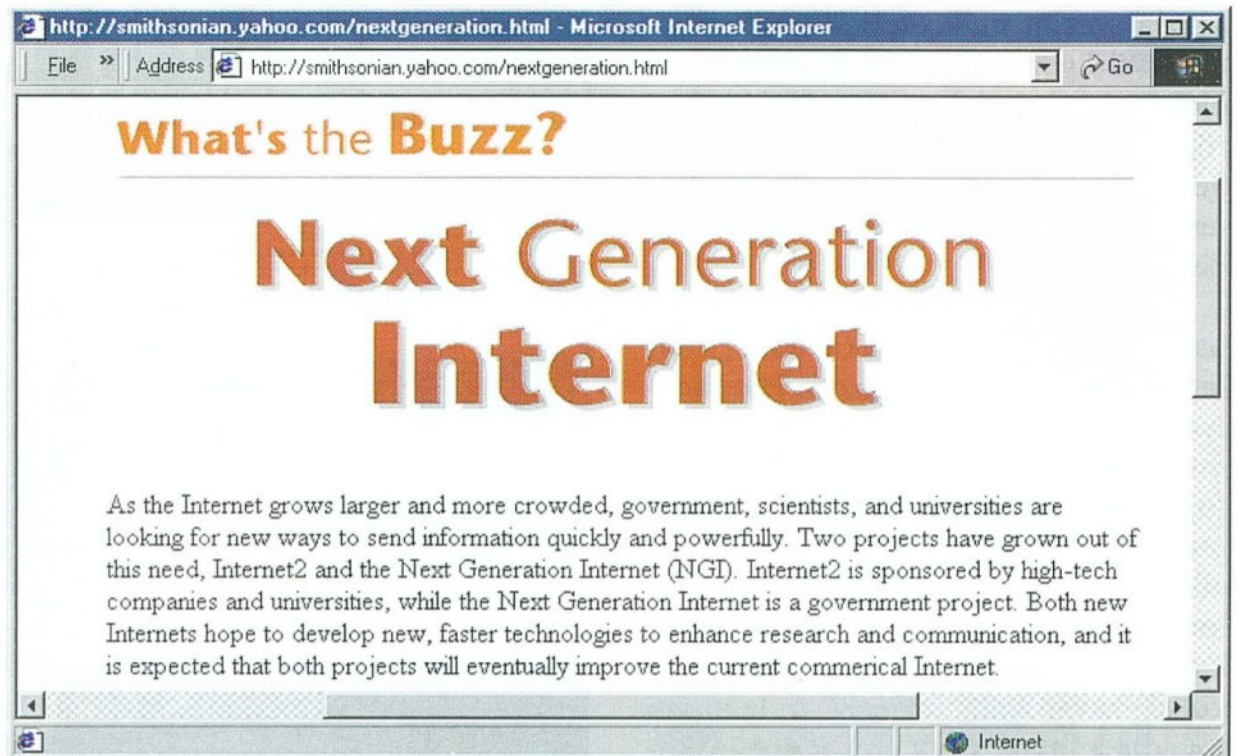 http://smithsonian.yahoo.com/nextgeneration.html - Microsoft Internet Explorer
File » Address http://smithsonian.yahoo.com/nextgeneration.html Go
What's the Buzz?
Next Generation
Internet
As the Internet grows larger and more crowded, government, scientists, and universities are
looking for new ways to send information quickly and powerfully. Two projects have grown out of
this need, Internet2 and the Next Generation Internet (NGI). Internet2 is sponsored by high-tech
companies and universities, while the Next Generation Internet is a government project. Both new
Internets hope to develop new, faster technologies to enhance research and communication, and it
is expected that both projects will eventually improve the current commerical Internet.
Internet